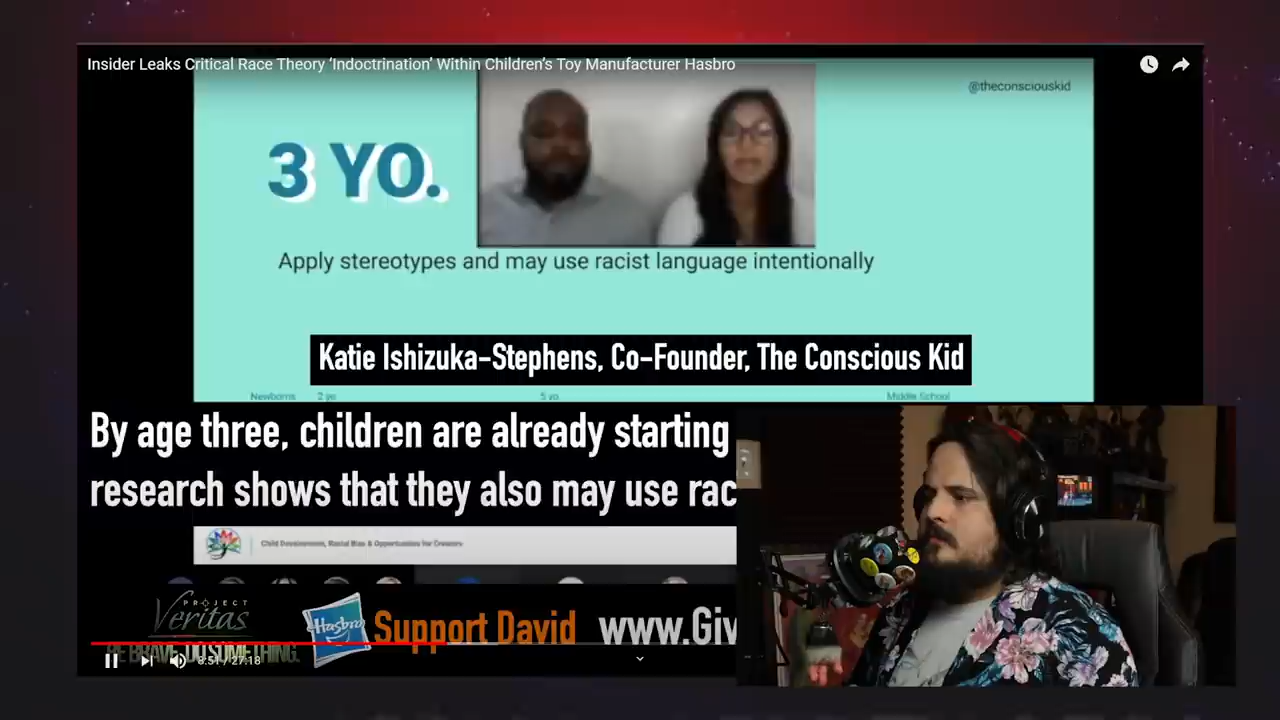 Insider Leaks Critical Race Theory ‘Indoctrination’ Within Children’s Toy Manufacturer Hasbro
@theconsciouskid
3 YO.
Apply stereotypes and may use racist language intentionally
Katie Ishizuka-Stephens, Co-Founder, The Conscious Kid
Newborns 2 yo 5 yo Middle School
By age three, children are already starting
research shows that they also may use rac
Child Development, Racial Bias & Opportunities for Creators
PROJECT
Veritas
BE BRAVE. DO SOMETHING.
Hasbro
Support David www.Giv
8:51 / 27:18